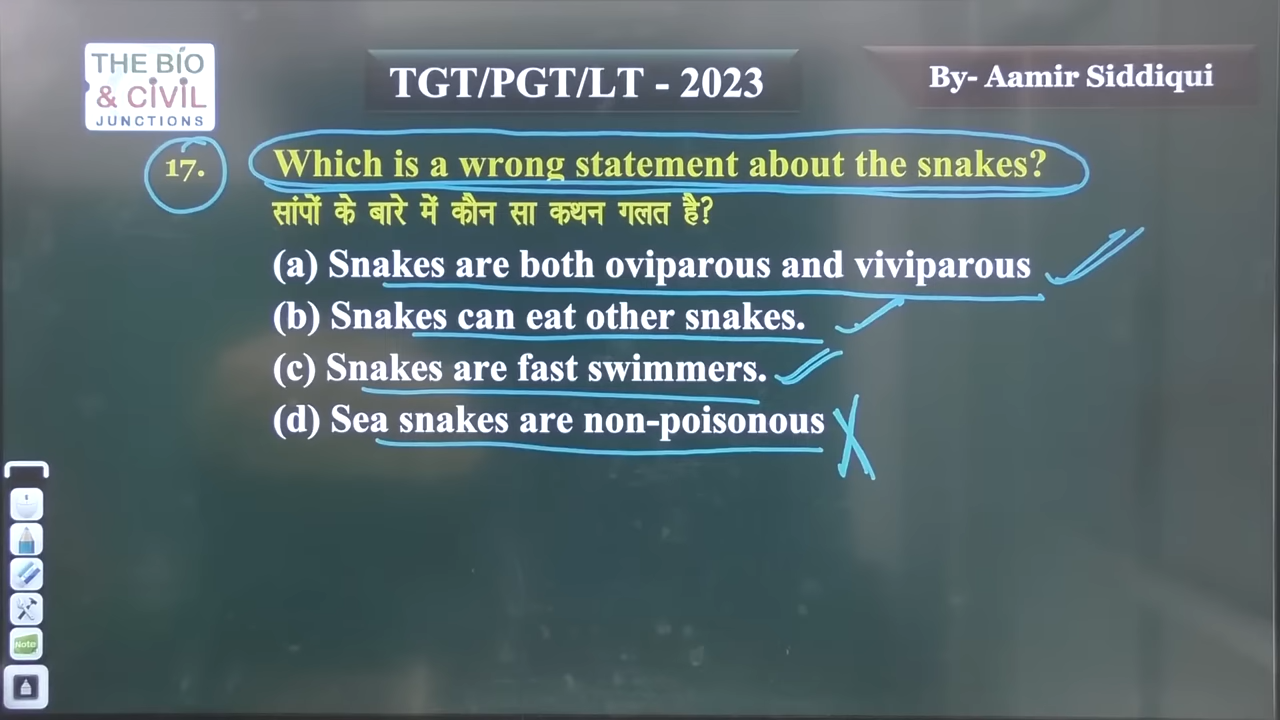 THE BIO
& CIVIL
JUNCTIONS
TGT/PGT/LT - 2023
By- Aamir Siddiqui
17. Which is a wrong statement about the snakes?
सांपों के बारे में कौन सा कथन गलत है?
(a) Snakes are both oviparous and viviparous
(b) Snakes can eat other snakes.
(c) Snakes are fast swimmers.
(d) Sea snakes are non-poisonous
Note